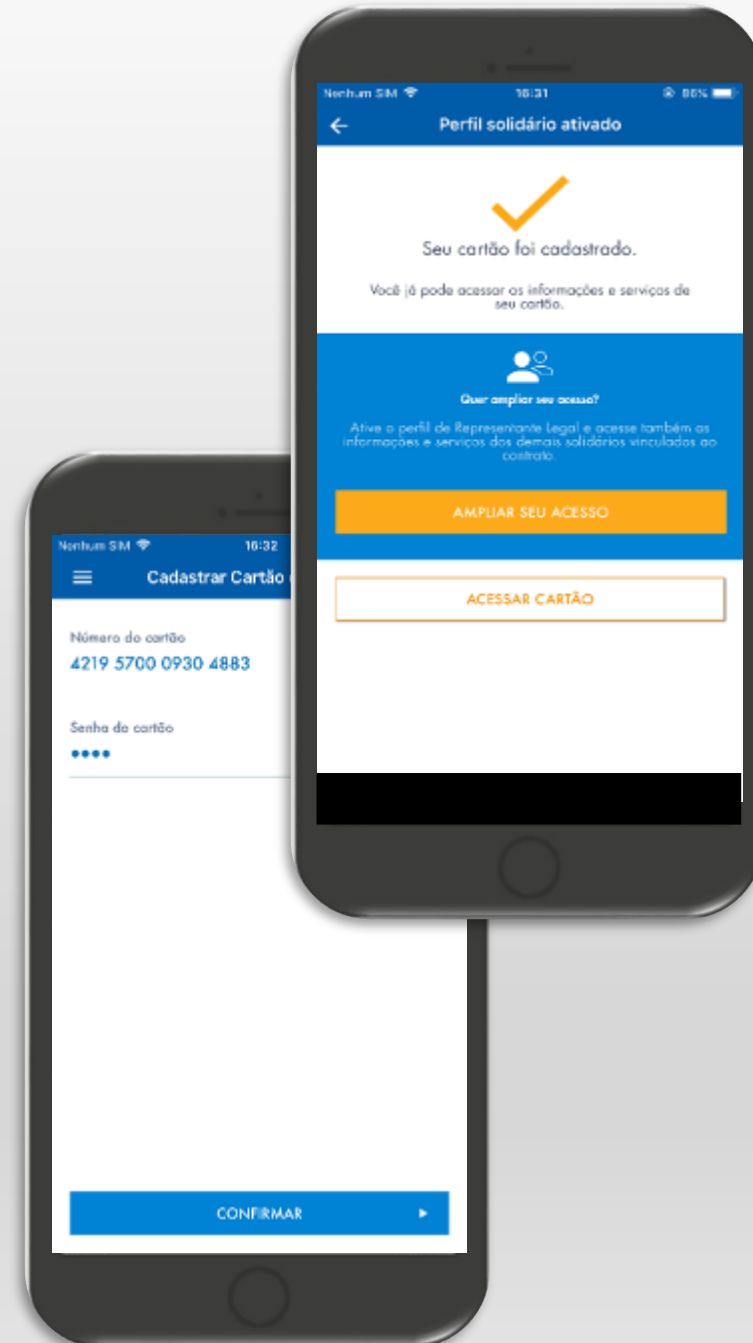 Nenhum SIM 16:31 86%
Perfil solidário ativado
Seu cartão foi cadastrado.
Você já pode acessar as informações e serviços de
seu cartão.
Quer ampliar seu acesso?
Ative o perfil de Representante Legal e acesse também as
informações e serviços dos demais solidários vinculados ao
contrato.
AMPLIAR SEU ACESSO
ACESSAR CARTÃO
Nenhum SIM 16:32
Cadastrar Cartão
Número do cartão
4219 5700 0930 4883
Senha do cartão
••••
CONFIRMAR